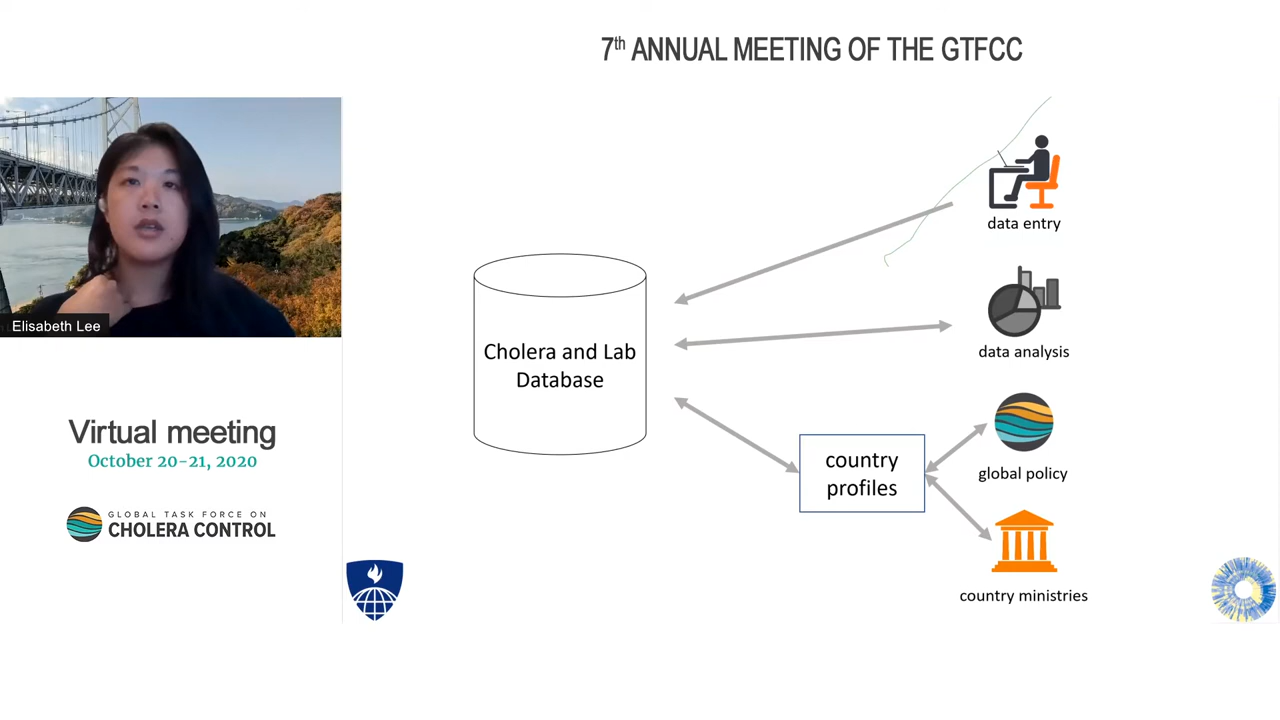 7th ANNUAL MEETING OF THE GTFCC
Elisabeth Lee
Virtual meeting
October 20-21, 2020
GLOBAL TASK FORCE ON
CHOLERA CONTROL
Cholera and Lab
Database
data entry
data analysis
country
profiles
global policy
country ministries